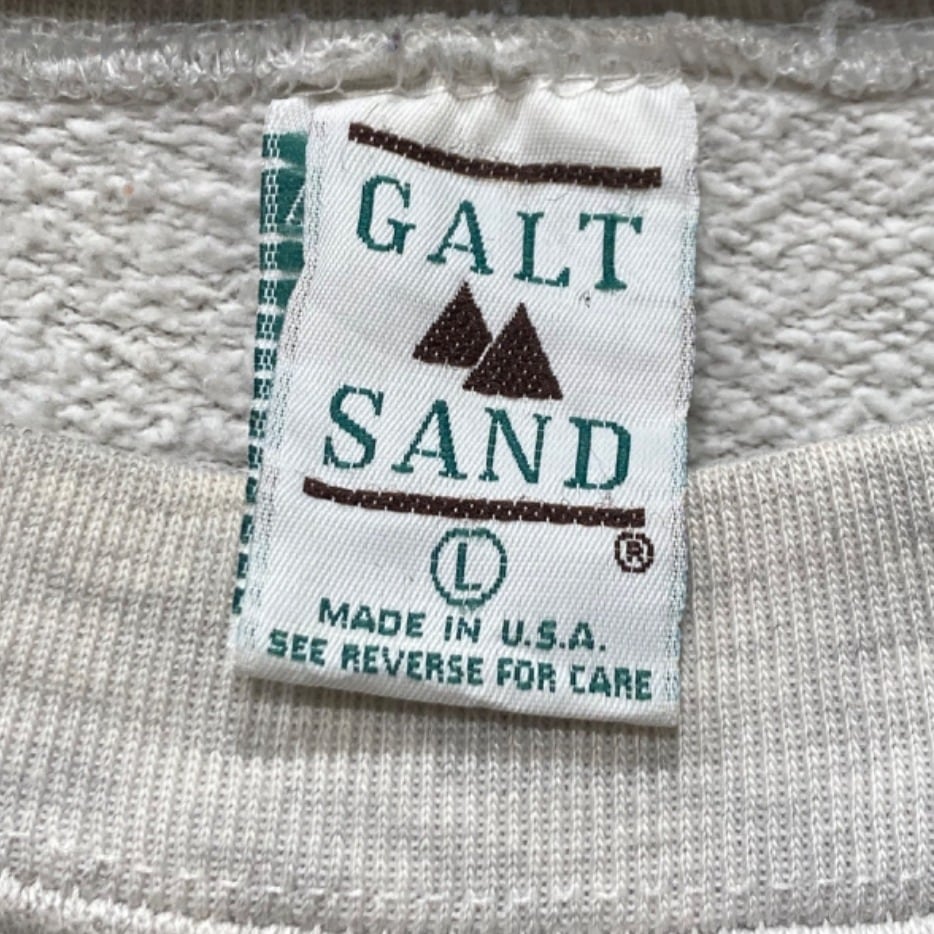 GALT
SAND
L
®
MADE IN U.S.A.
SEE REVERSE FOR CARE